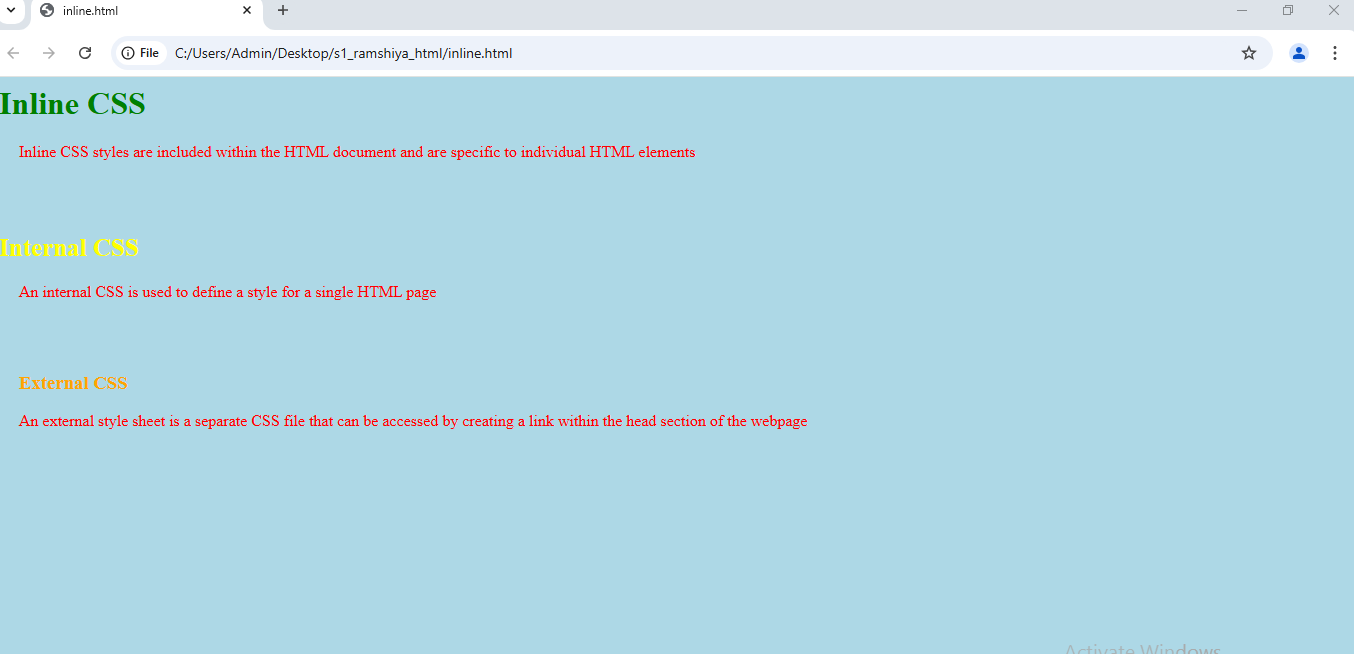 inline.html
File C:/Users/Admin/Desktop/s1_ramshiya_html/inline.html
Inline CSS
Inline CSS styles are included within the HTML document and are specific to individual HTML elements
Internal CSS
An internal CSS is used to define a style for a single HTML page
External CSS
An external style sheet is a separate CSS file that can be accessed by creating a link within the head section of the webpage
Activate Windows